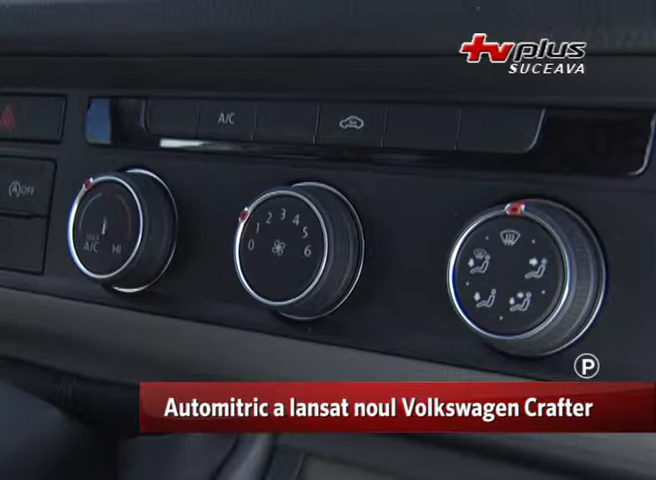 tvplus
SUCEAVA
A/C
OFF
A/C HI
0 1 2 3 4 5 6
P
Automitric a lansat noul Volkswagen Crafter